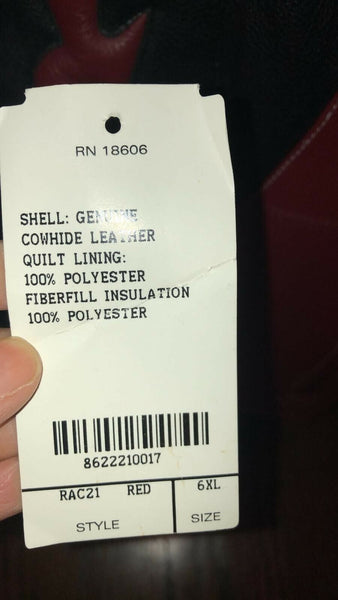 RN 18606
SHELL: GENUINE
COWHIDE LEATHER
QUILT LINING:
100% POLYESTER
FIBERFILL INSULATION
100% POLYESTER
8622210017
RAC21 RED 6XL
STYLE SIZE